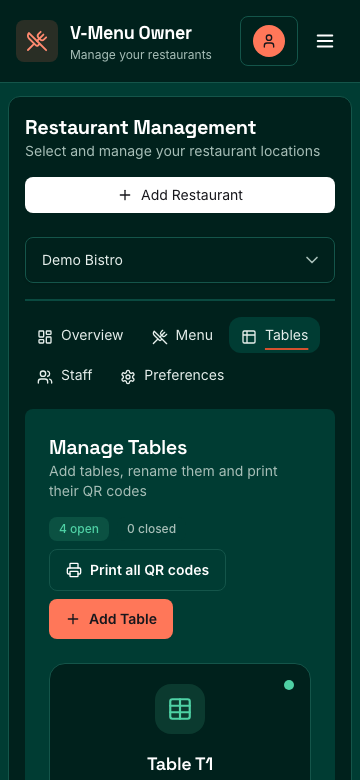 V-Menu Owner
Manage your restaurants
Restaurant Management
Select and manage your restaurant locations
Add Restaurant
Demo Bistro
Overview Menu Tables
Staff Preferences
Manage Tables
Add tables, rename them and print
their QR codes
4 open 0 closed
Print all QR codes
Add Table
Table T1